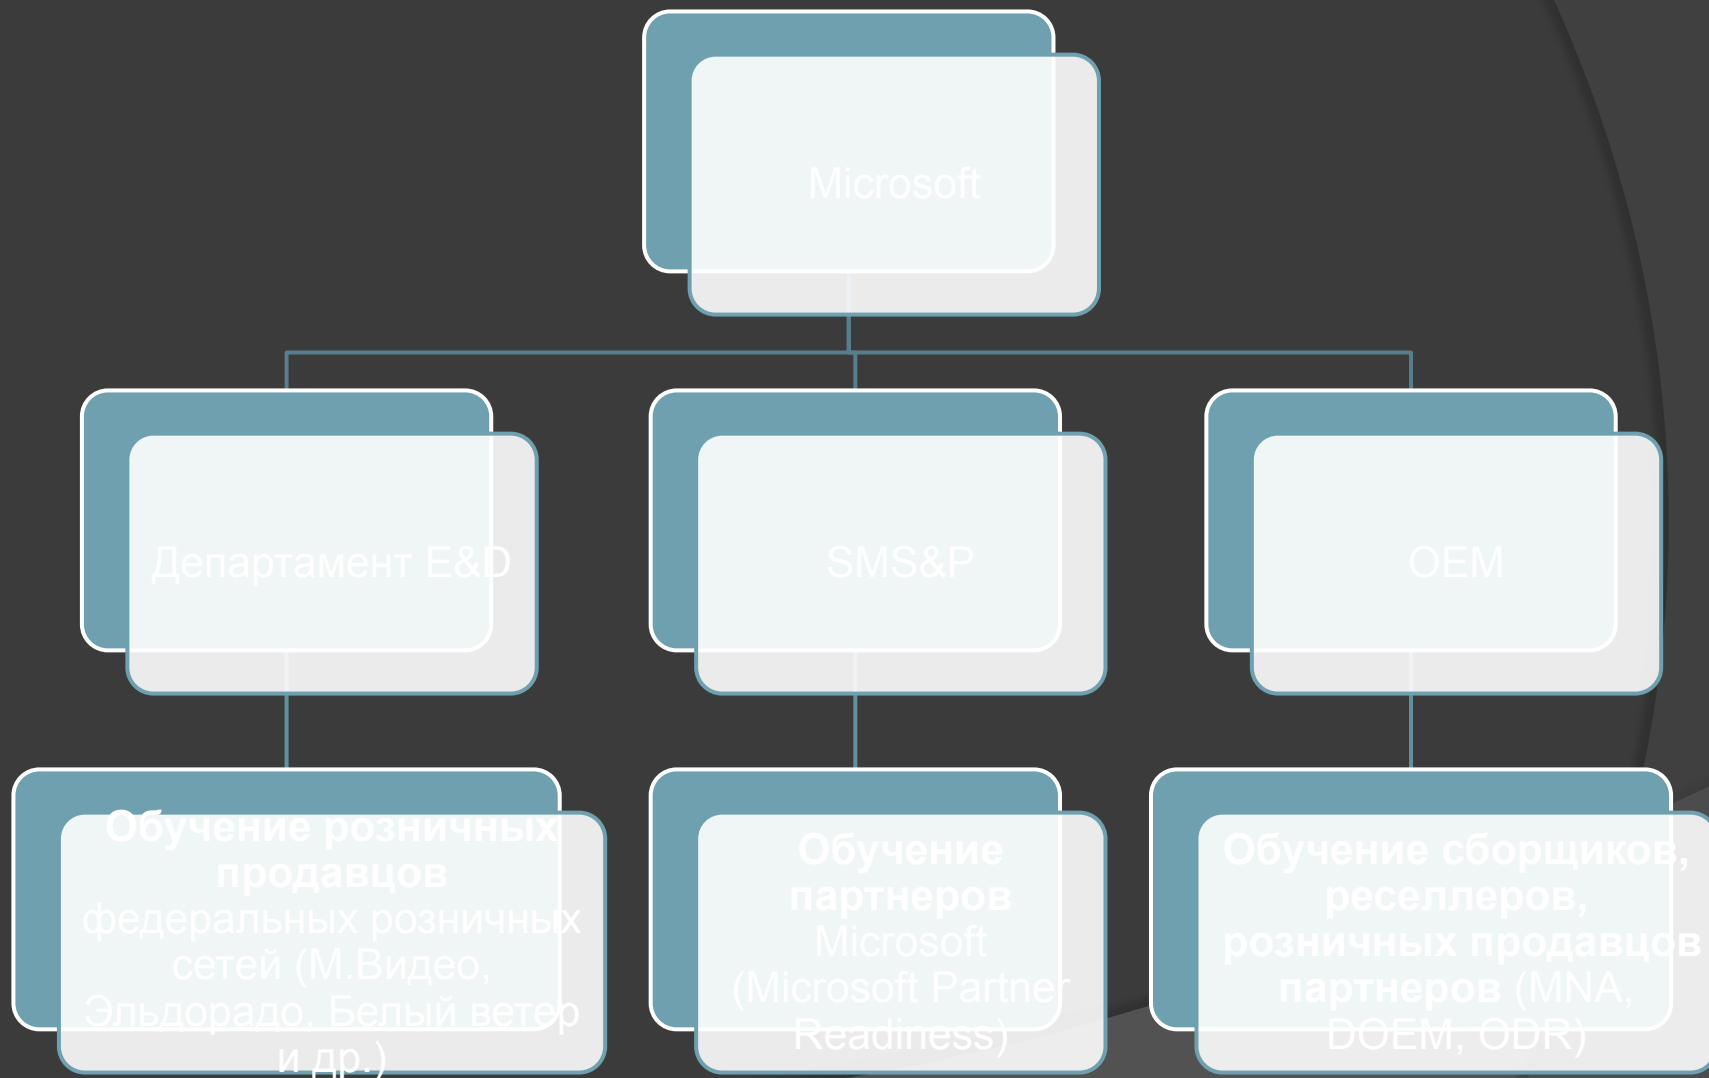 Microsoft
Департамент E&D
SMS&P
OEM
Обучение розничных
продавцов
федеральных розничных
сетей (М.Видео,
Эльдорадо, Белый ветер
и др.)
Обучение
партнеров
Microsoft
(Microsoft Partner
Readiness)
Обучение сборщиков,
реселлеров,
розничных продавцов
партнеров (MNA,
DOEM, ODR)